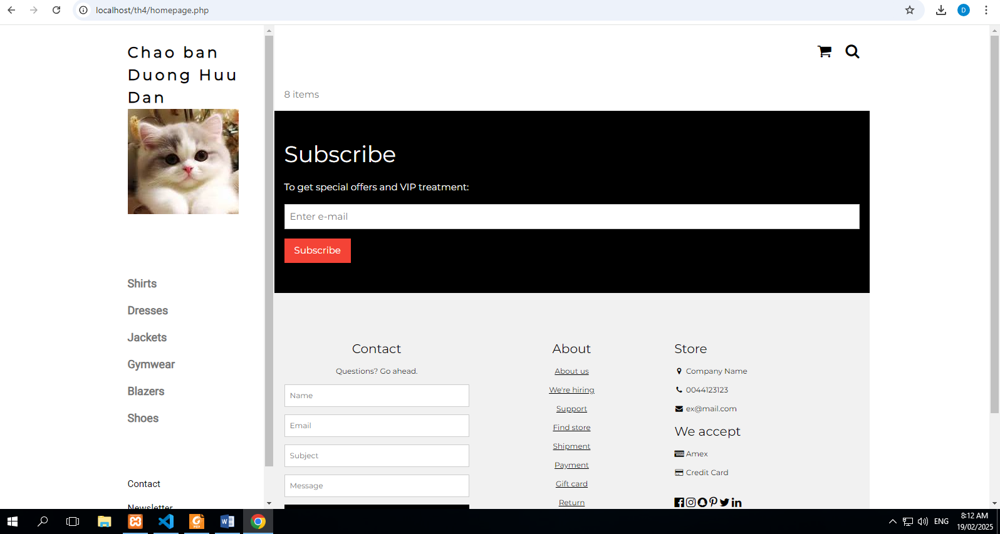 localhost/th4/homepage.php
D
Chao ban
Duong Huu
Dan
Shirts
Dresses
Jackets
Gymwear
Blazers
Shoes
Contact
Newsletter
8 items
Subscribe
To get special offers and VIP treatment:
Enter e-mail
Subscribe
Contact
Questions? Go ahead.
Name
Email
Subject
Message
About
About us
We're hiring
Support
Find store
Shipment
Payment
Gift card
Return
Store
Company Name
0044123123
ex@mail.com
We accept
Amex
Credit Card
ENG
8:12 AM
19/02/2025